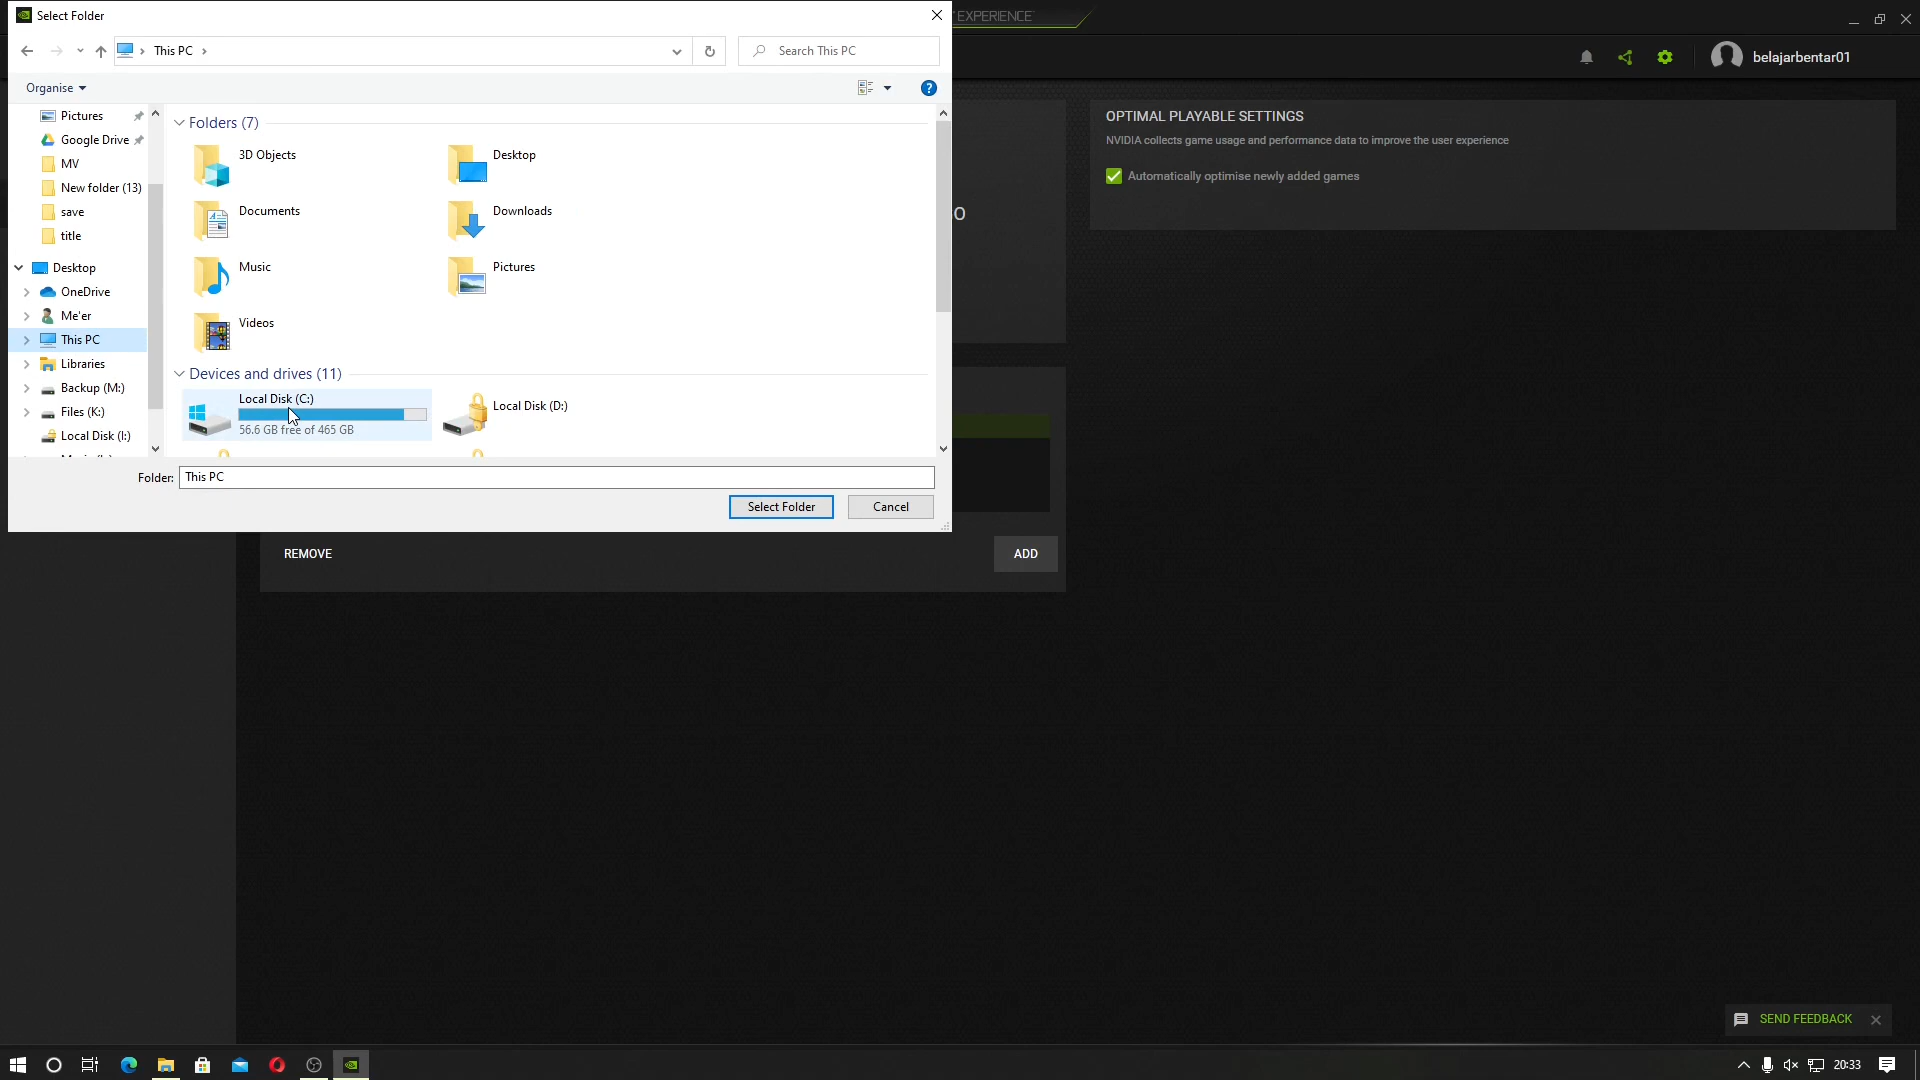 Select Folder
EXPERIENCE
This PC
Search This PC
belajarbentar01
Organise
Pictures
Google Drive
MV
New folder (13)
save
title
Desktop
OneDrive
Me'er
This PC
Libraries
Backup (M:)
Files (K:)
Local Disk (I:)
Folders (7)
3D Objects
Desktop
Documents
Downloads
Music
Pictures
Videos
Devices and drives (11)
Local Disk (C:)
56.6 GB free of 465 GB
Local Disk (D:)
Folder:
This PC
Select Folder
Cancel
OPTIMAL PLAYABLE SETTINGS
NVIDIA collects game usage and performance data to improve the user experience
Automatically optimise newly added games
REMOVE
ADD
SEND FEEDBACK
20:33